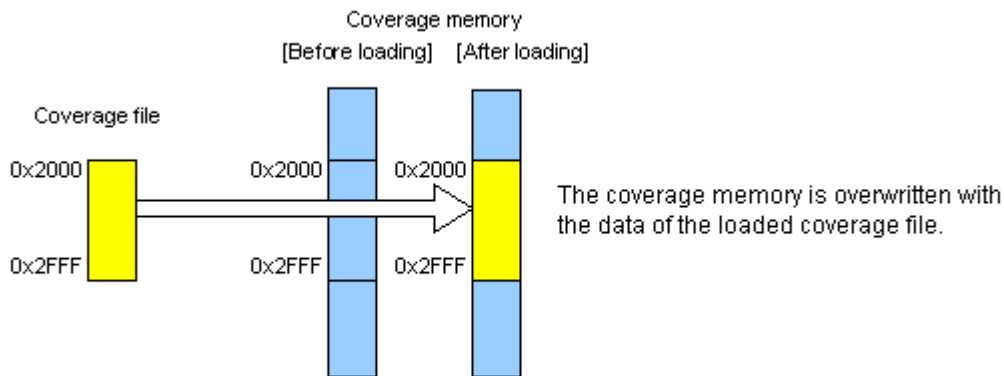 Coverage memory
[Before loading] [After loading]
Coverage file
0x2000 0x2000 0x2000
The coverage memory is overwritten with
the data of the loaded coverage file.
0x2FFF 0x2FFF 0x2FFF